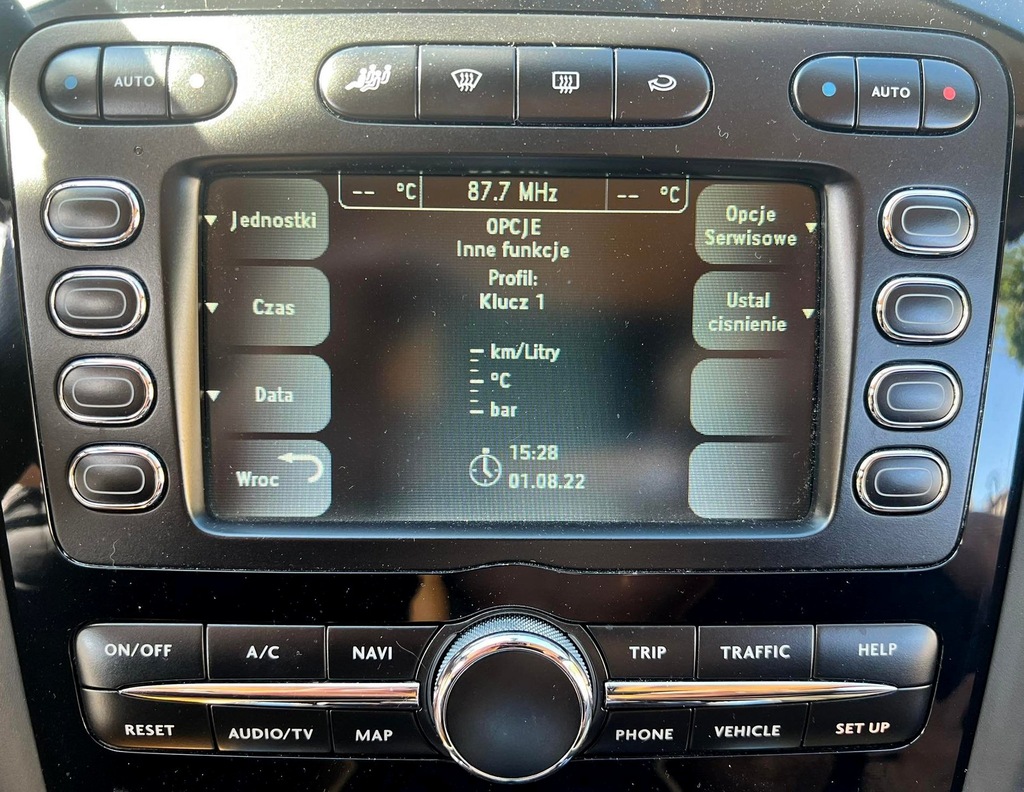 AUTO
AUTO
-- °C
87.7 MHz
-- °C
Jednostki
OPCJE
Inne funkcje
Opcje
Serwisowe
Profil:
Klucz 1
Czas
Ustal
cisnienie
km/Litry
°C
bar
Data
Wroc
15:28
01.08.22
ON/OFF
A/C
NAVI
TRIP
TRAFFIC
HELP
RESET
AUDIO/TV
MAP
PHONE
VEHICLE
SET UP